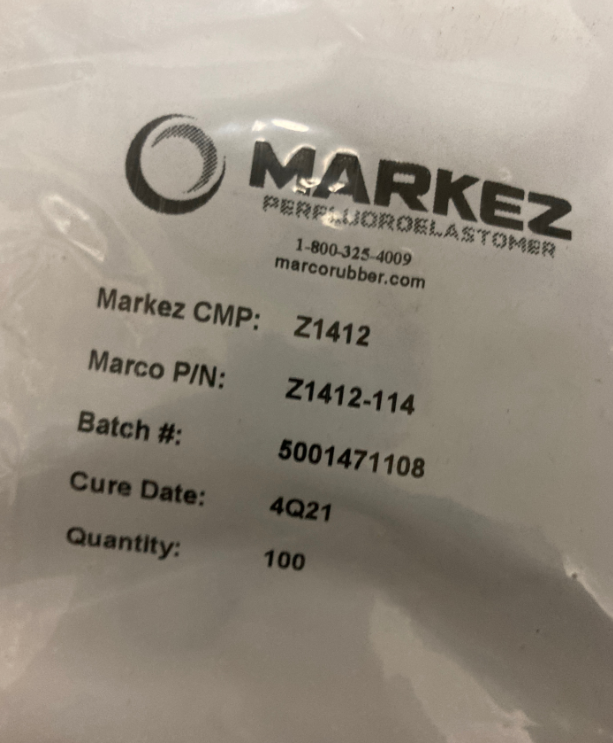 MARKEZ
PERFLUOROELASTOMER
1-800-325-4009
marcorubber.com
Markez CMP: Z1412
Marco P/N: Z1412-114
Batch #: 5001471108
Cure Date: 4Q21
Quantity: 100